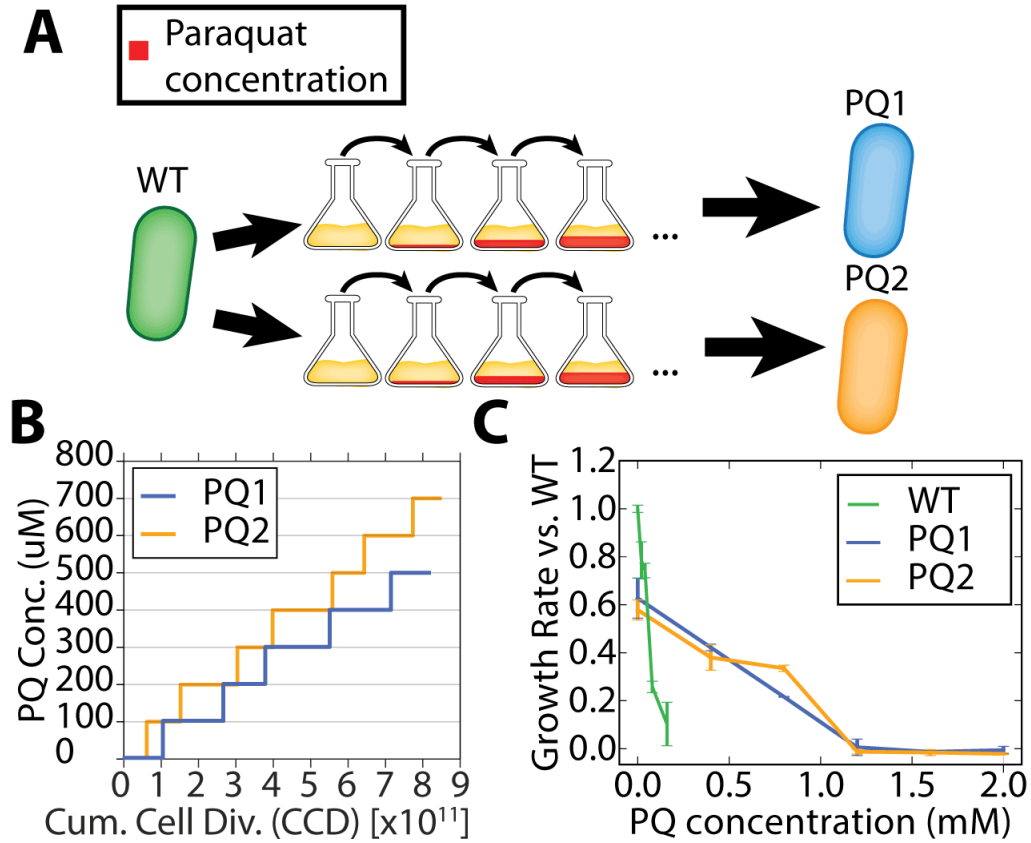 A
Paraquat
concentration
WT
...
PQ1
...
PQ2
B
800
700
600
500
400
300
200
100
0
PQ Conc. (uM)
PQ1
PQ2
0 1 2 3 4 5 6 7 8 9
Cum. Cell Div. (CCD) [x10¹¹]
C
1.2
1.0
0.8
0.6
0.4
0.2
0.0
Growth Rate vs. WT
WT
PQ1
PQ2
0.0 0.5 1.0 1.5 2.0
PQ concentration (mM)